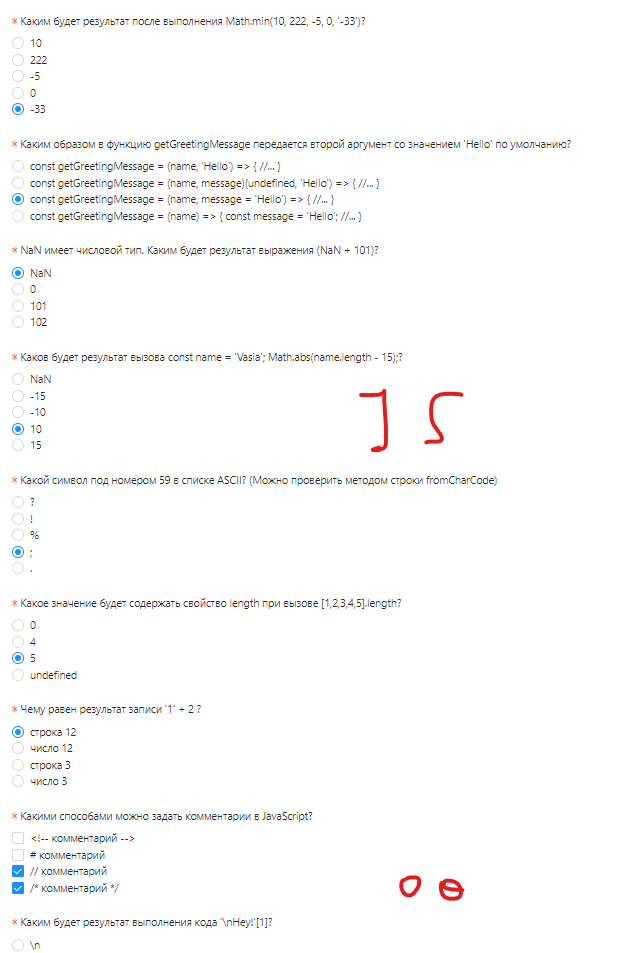 * Каким будет результат после выполнения Math.min(10, 222, -5, 0, '-33')?
10
222
-5
0
-33
* Каким образом в функцию getGreetingMessage передается второй аргумент со значением 'Hello' по умолчанию?
const getGreetingMessage = (name, 'Hello') => { //... }
const getGreetingMessage = (name, message)(undefined, 'Hello') => { //... }
const getGreetingMessage = (name, message = 'Hello') => { //... }
const getGreetingMessage = (name) => { const message = 'Hello'; //... }
* NaN имеет числовой тип. Каким будет результат выражения (NaN + 101)?
NaN
0
101
102
* Каков будет результат вызова const name = 'Vasia'; Math.abs(name.length - 15);?
NaN
-15
-10
10
15
JS
* Какой символ под номером 59 в списке ASCII? (Можно проверить методом строки fromCharCode)
?
!
%
;
.
* Какое значение будет содержать свойство length при вызове [1,2,3,4,5].length?
0
4
5
undefined
* Чему равен результат записи '1' + 2 ?
строка 12
число 12
строка 3
число 3
* Какими способами можно задать комментарии в JavaScript?
<!-- комментарий -->
# комментарий
// комментарий
/* комментарий */
* Каким будет результат выполнения кода '\nHey!'[1]?
\n